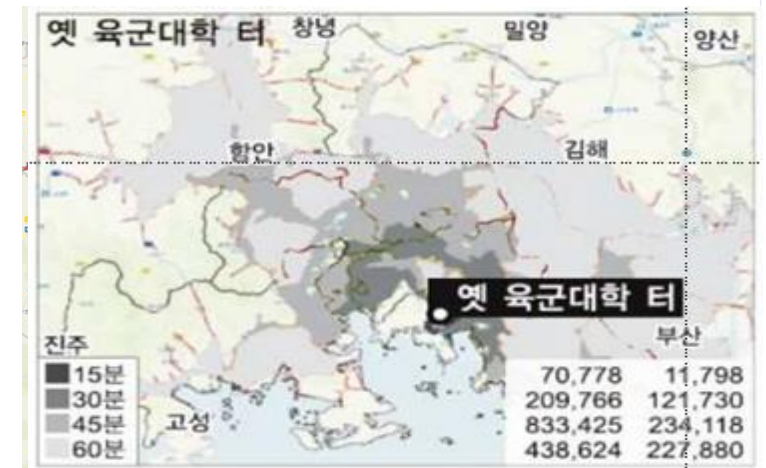 옛 육군대학 터
창녕
밀양
양산
함안
김해
옛 육군대학 터
부산
진주
고성
15분
30분
45분
60분
70,778 11,798
209,766 121,730
833,425 234,118
438,624 227,880